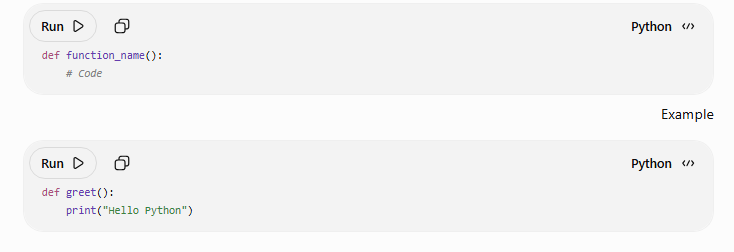 Run
Python
def function_name():
    # Code
Example
Run
Python
def greet():
    print("Hello Python")